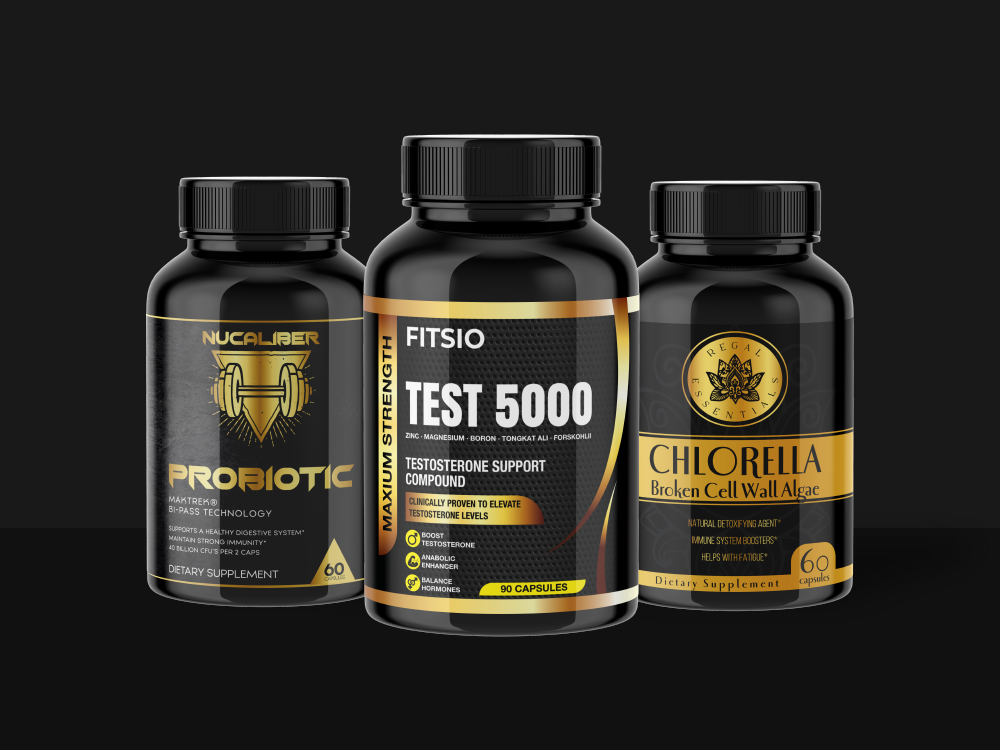 NUCALIBER
PROBIOTIC
MAKTREK®
BI-PASS TECHNOLOGY
SUPPORTS A HEALTHY DIGESTIVE SYSTEM*
MAINTAIN STRONG IMMUNITY*
40 BILLION CFU'S PER 2 CAPS
DIETARY SUPPLEMENT
60
CAPSULES
MAXIUM STRENGTH
FITSIO
TEST 5000
ZINC - MAGNESIUM - BORON - TONGKAT ALI - FORSKOHLII
TESTOSTERONE SUPPORT
COMPOUND
CLINICALLY PROVEN TO ELEVATE
TESTOSTERONE LEVELS
BOOST
TESTOSTERONE
ANABOLIC
ENHANCER
BALANCE
HORMONES
90 CAPSULES
REGAL
ESSENTIALS
CHLORELLA
Broken Cell Wall Algae
NATURAL DETOXIFYING AGENT*
IMMUNE SYSTEM BOOSTERS*
HELPS WITH FATIGUE*
60
capsules
Dietary Supplement